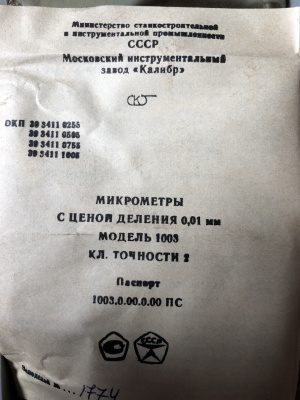 Министерство станкостроительной
и инструментальной промышленности
СССР
Московский инструментальный
завод «Калибр»
ОКП 39 3411 0255
39 3411 0505
39 3411 0755
39 3411 1005
МИКРОМЕТРЫ
С ЦЕНОЙ ДЕЛЕНИЯ 0,01 мм
МОДЕЛЬ 1003
КЛ. ТОЧНОСТИ 2
Паспорт
1003.0.00.0.00 ПС
СССР
№ ... 1774